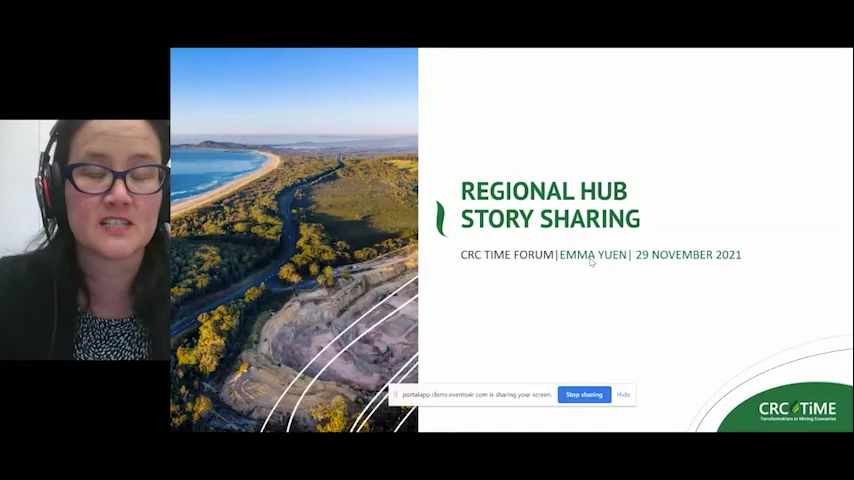 REGIONAL HUB
STORY SHARING
CRC TIME FORUM|EMMA YUEN| 29 NOVEMBER 2021
portalapp.clems.eventsair.com is sharing your screen.
Stop sharing
Hide
CRC TiME
Transformations in Mining Economies